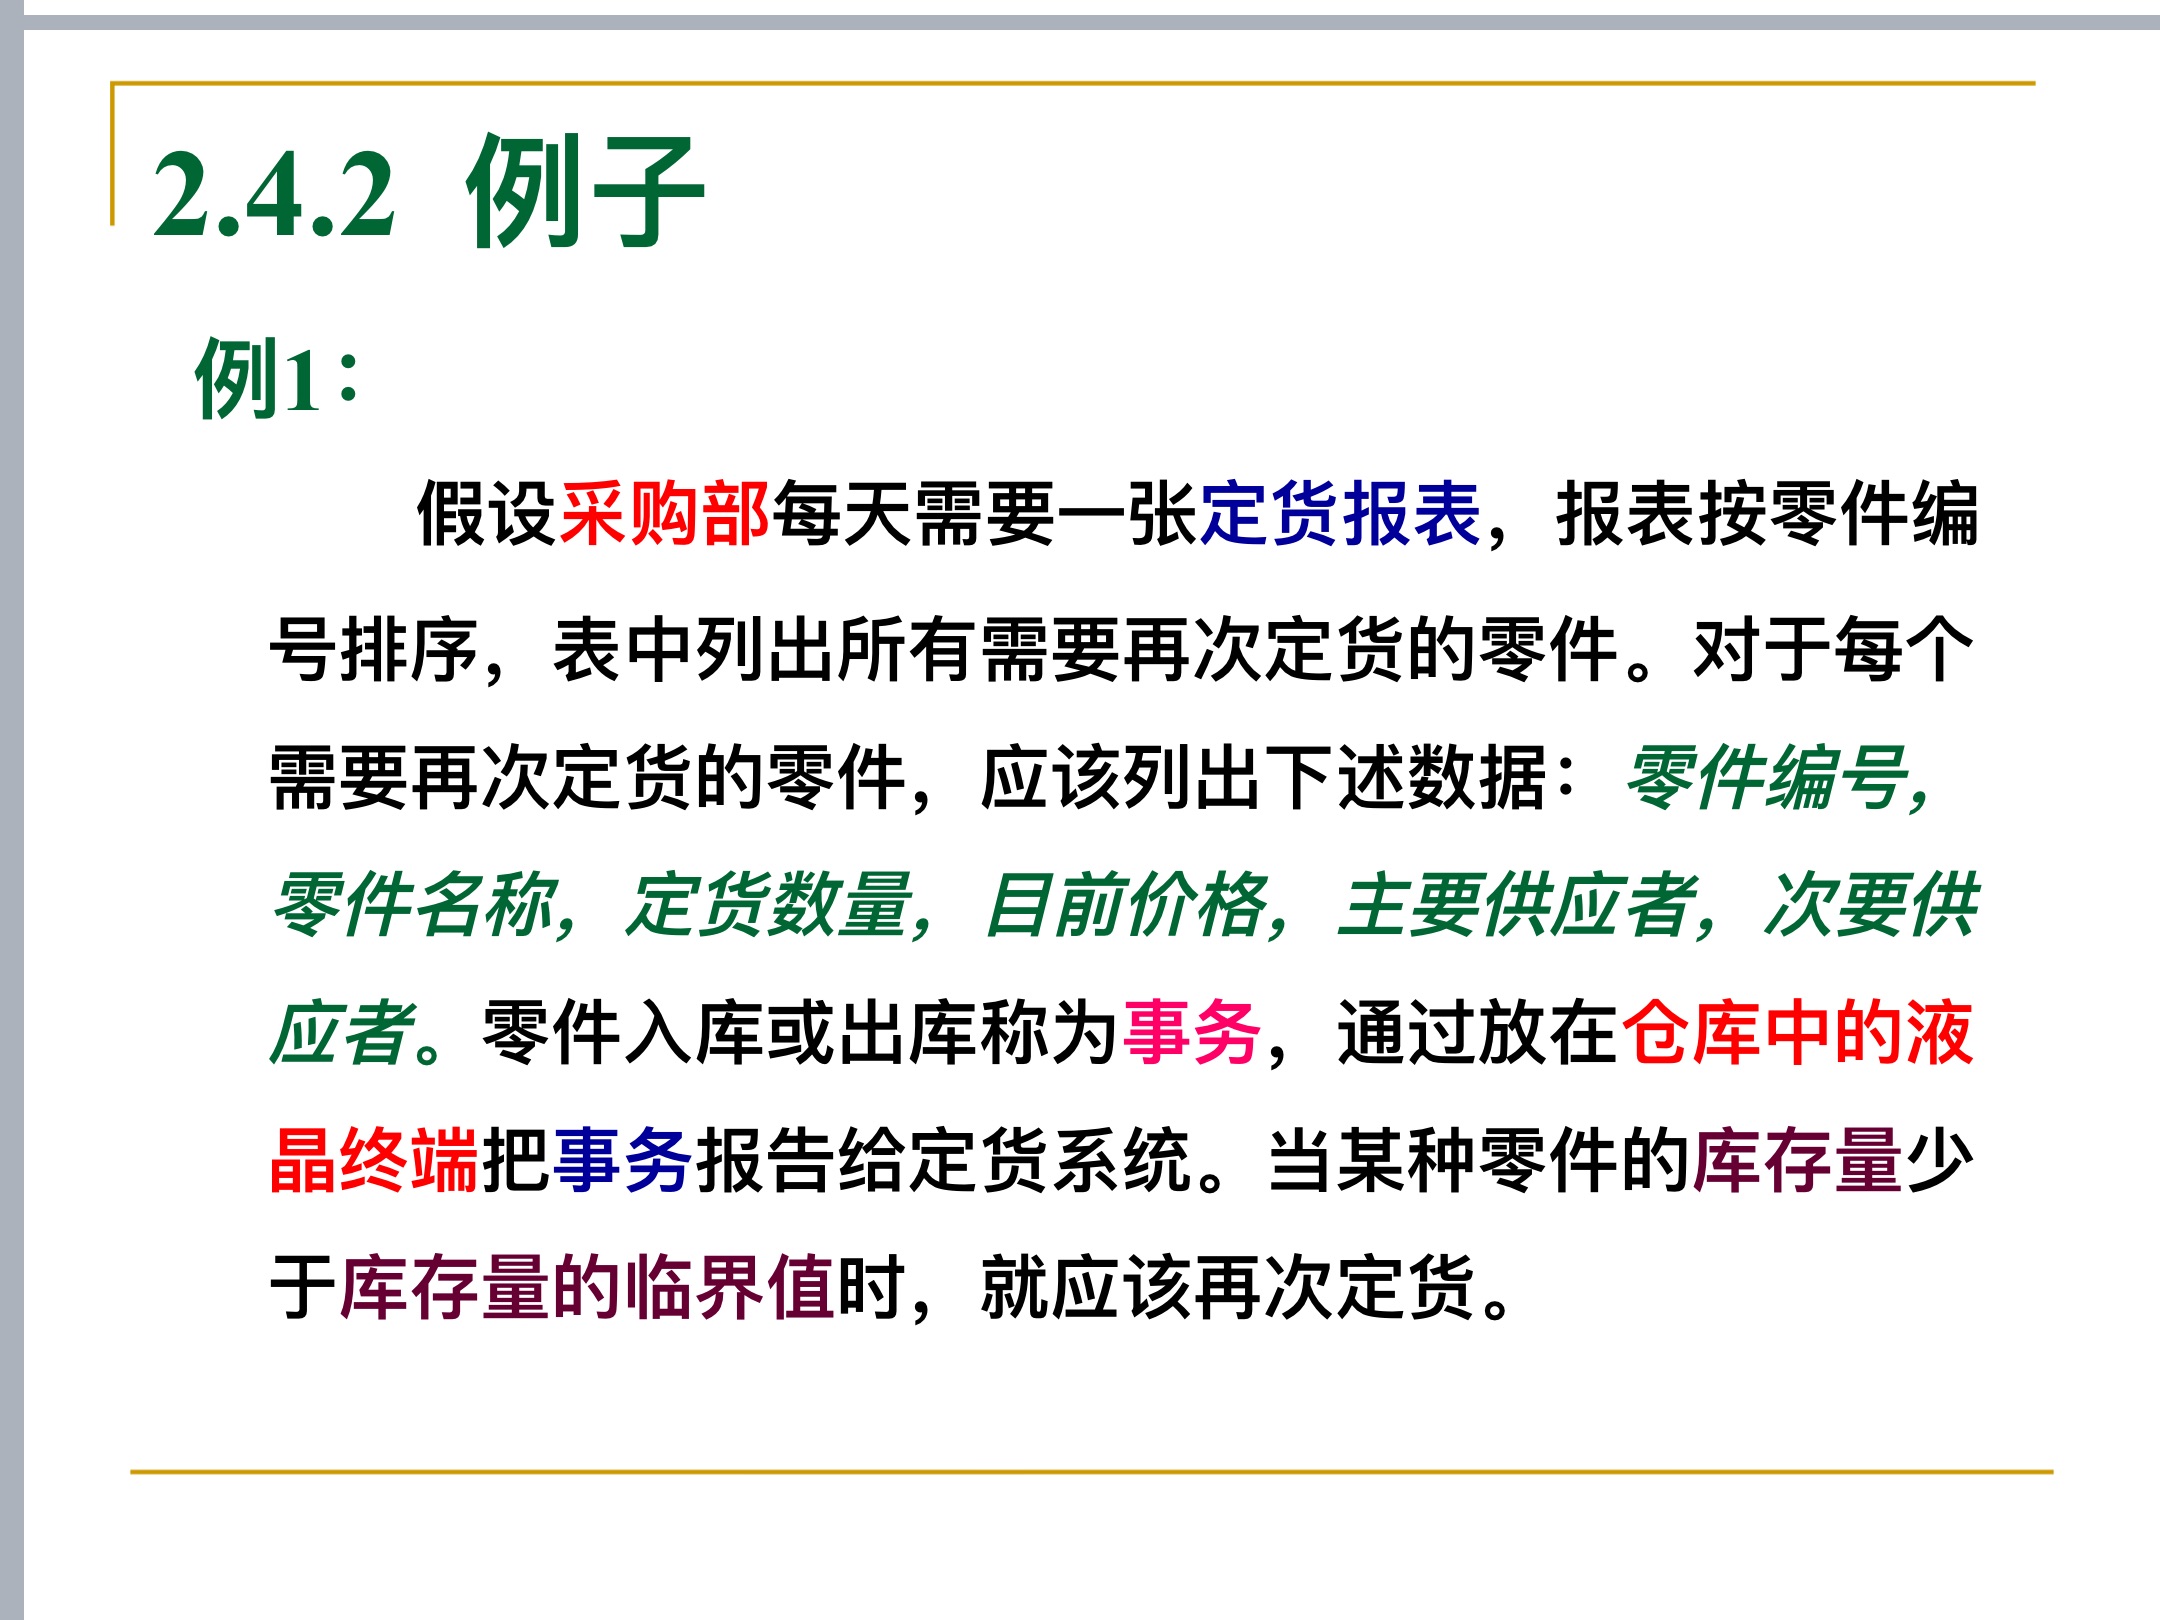 2.4.2 例子
例1：
假设采购部每天需要一张定货报表，报表按零件编
号排序，表中列出所有需要再次定货的零件。对于每个
需要再次定货的零件，应该列出下述数据：零件编号，
零件名称，定货数量，目前价格，主要供应者，次要供
应者。零件入库或出库称为事务，通过放在仓库中的液
晶终端把事务报告给定货系统。当某种零件的库存量少
于库存量的临界值时，就应该再次定货。